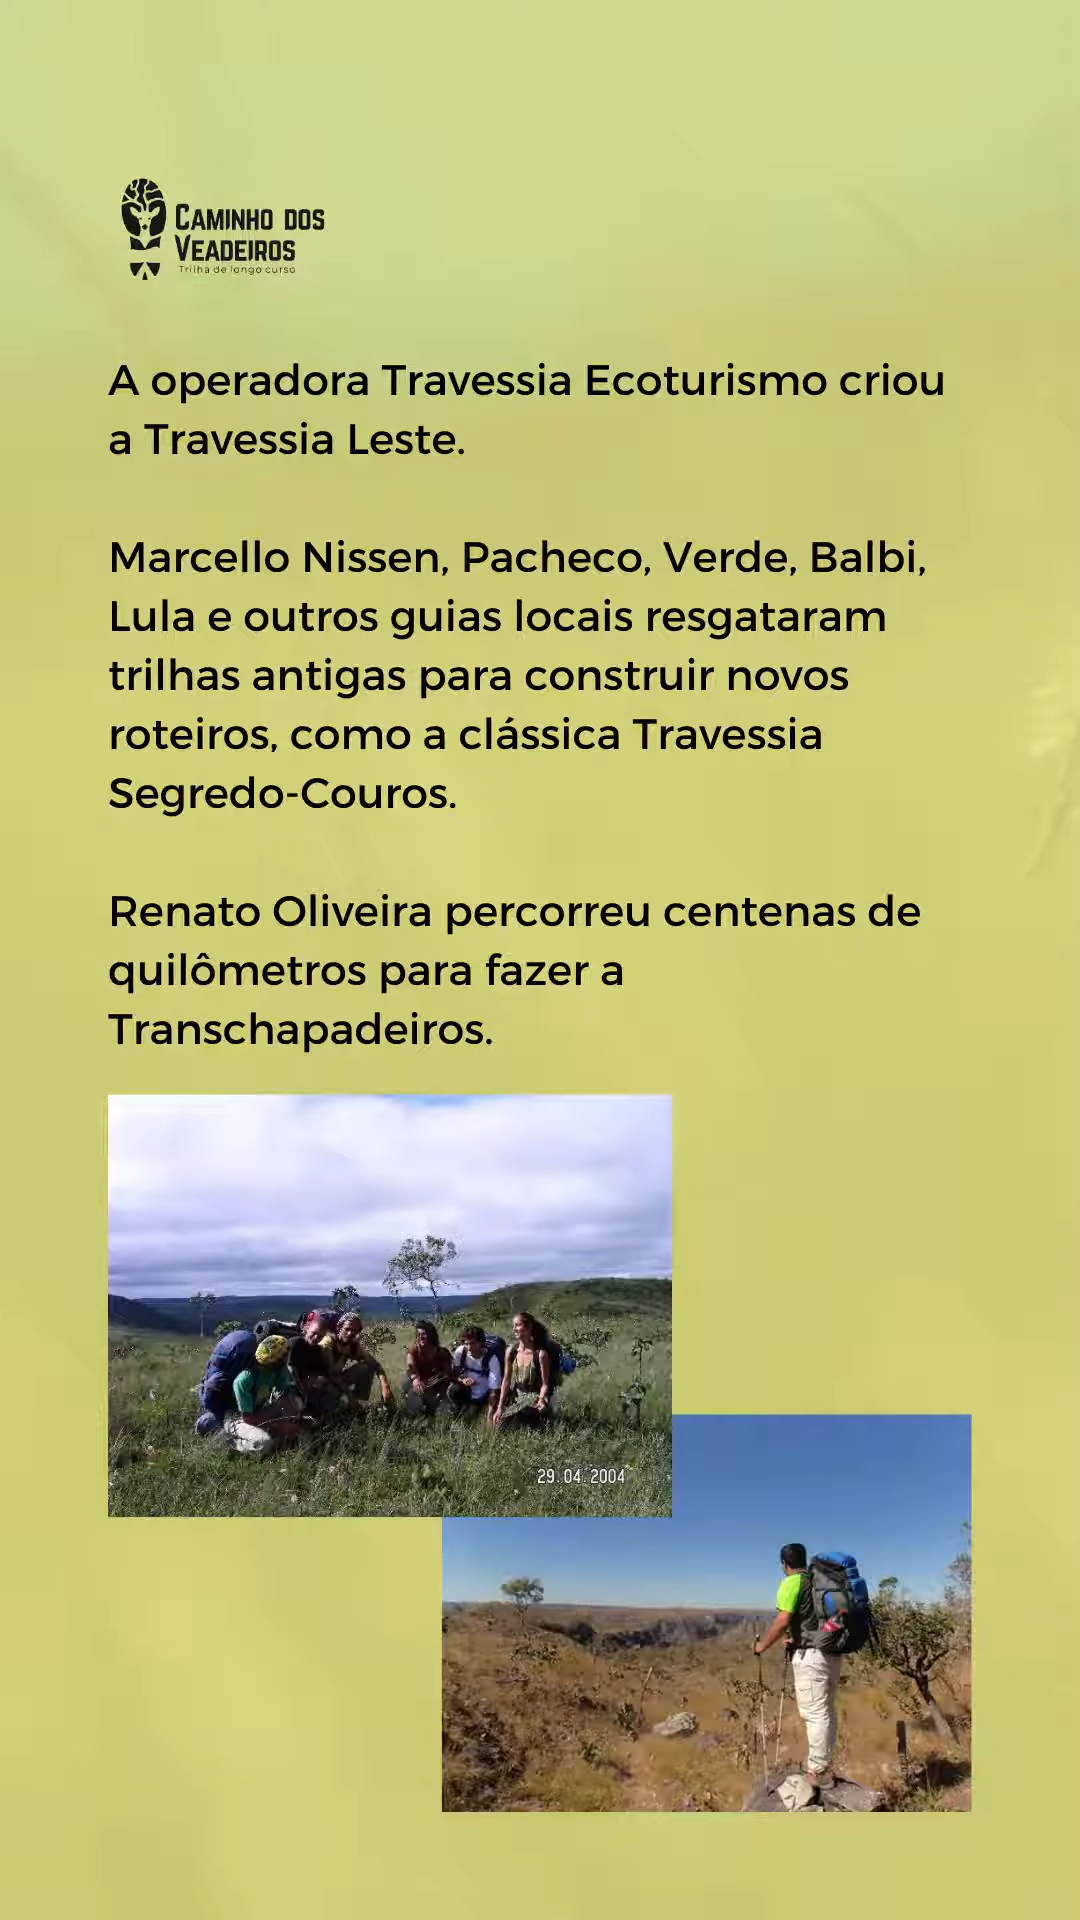 CAMINHO DOS
VEADEIROS
Trilha de longo curso
A operadora Travessia Ecoturismo criou
a Travessia Leste.
Marcello Nissen, Pacheco, Verde, Balbi,
Lula e outros guias locais resgataram
trilhas antigas para construir novos
roteiros, como a clássica Travessia
Segredo-Couros.
Renato Oliveira percorreu centenas de
quilômetros para fazer a
Transchapadeiros.
29.04.2004